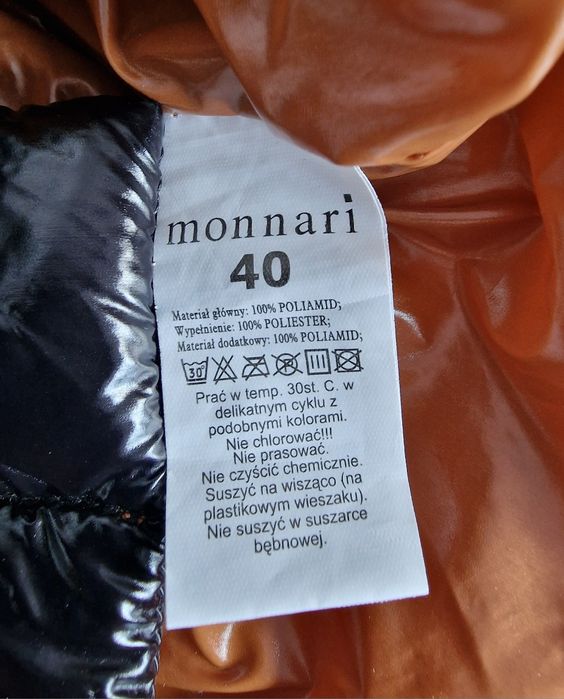 monnari
40
Materiał główny: 100% POLIAMID;
Wypełnienie: 100% POLIESTER;
Materiał dodatkowy: 100% POLIAMID;
30°
Prać w temp. 30st. C. w
delikatnym cyklu z
podobnymi kolorami.
Nie chlorować!!!
Nie prasować.
Nie czyścić chemicznie.
Suszyć na wisząco (na
plastikowym wieszaku).
Nie suszyć w suszarce
bębnowej.